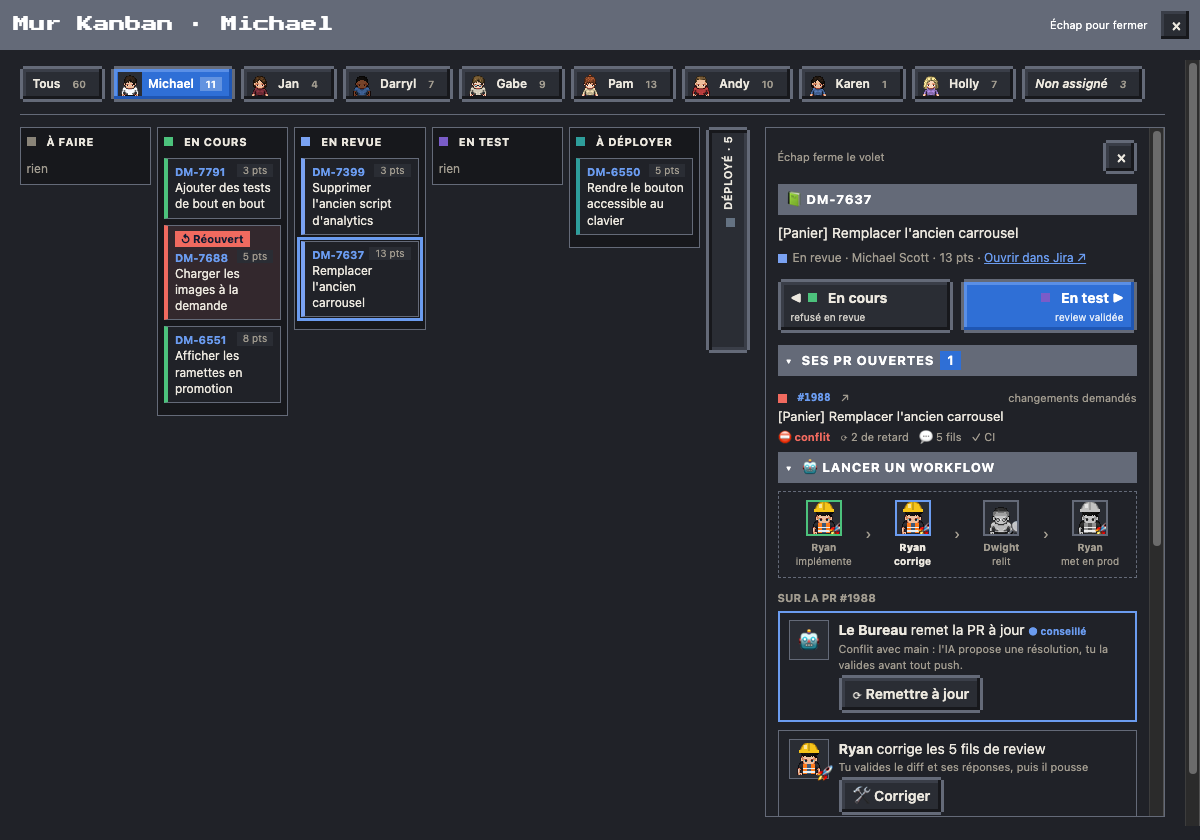 Mur Kanban · Michael
Échap pour fermer
×
Tous 60
Michael 11
Jan 4
Darryl 7
Gabe 9
Pam 13
Andy 10
Karen 1
Holly 7
Non assigné 3
À FAIRE
rien
EN COURS
DM-7791 3 pts
Ajouter des tests
de bout en bout
Réouvert
DM-7688 5 pts
Charger les
images à la
demande
DM-6551 8 pts
Afficher les
ramettes en
promotion
EN REVUE
DM-7399 3 pts
Supprimer
l'ancien script
d'analytics
DM-7637 13 pts
Remplacer
l'ancien
carrousel
EN TEST
rien
À DÉPLOYER
DM-6550 5 pts
Rendre le bouton
accessible au
clavier
DÉPLOYÉ · 5
Échap ferme le volet
×
DM-7637
[Panier] Remplacer l'ancien carrousel
En revue · Michael Scott · 13 pts · Ouvrir dans Jira ↗
◀ En cours
refusé en revue
En test ▶
review validée
▾ SES PR OUVERTES 1
#1988 ↗
changements demandés
[Panier] Remplacer l'ancien carrousel
conflit ⟳ 2 de retard 5 fils ✓ CI
▾ LANCER UN WORKFLOW
Ryan
implémente
›
Ryan
corrige
›
Dwight
relit
›
Ryan
met en prod
SUR LA PR #1988
Le Bureau remet la PR à jour ● conseillé
Conflit avec main : l'IA propose une résolution, tu la
valides avant tout push.
⟳ Remettre à jour
Ryan corrige les 5 fils de review
Tu valides le diff et ses réponses, puis il pousse
Corriger